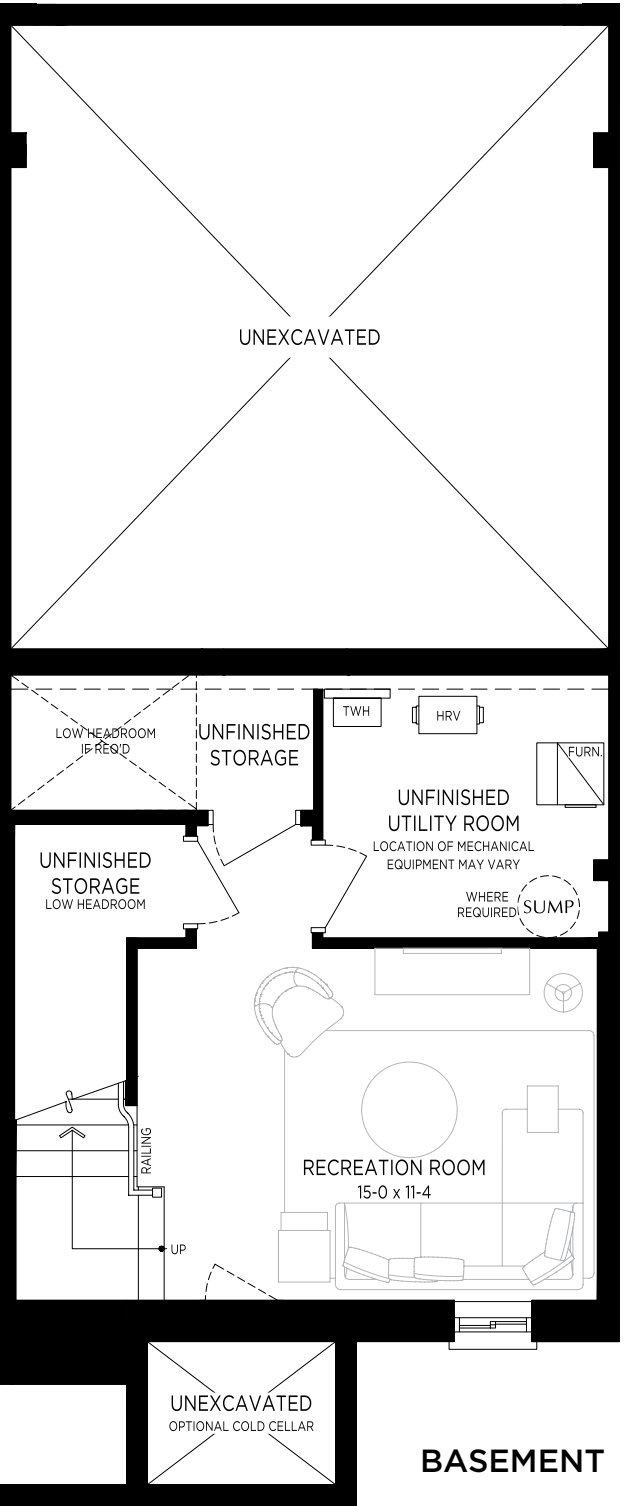 UNEXCAVATED
LOW HEADROOM
IF REQ'D
UNFINISHED
STORAGE
TWH
HRV
FURN.
UNFINISHED
UTILITY ROOM
LOCATION OF MECHANICAL
EQUIPMENT MAY VARY
WHERE
REQUIRED
SUMP
UNFINISHED
STORAGE
LOW HEADROOM
RAILING
RECREATION ROOM
15-0 x 11-4
UP
UNEXCAVATED
OPTIONAL COLD CELLAR
BASEMENT